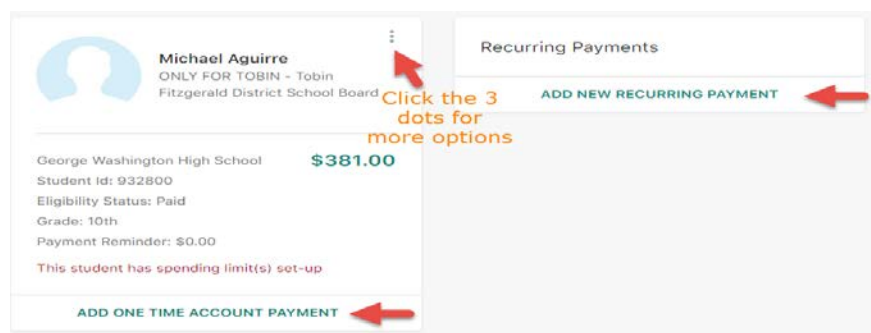 Michael Aguirre
ONLY FOR TOBIN - Tobin
Fitzgerald District School Board
Click the 3
dots for
more options
George Washington High School $381.00
Student Id: 932800
Eligibility Status: Paid
Grade: 10th
Payment Reminder: $0.00
This student has spending limit(s) set-up
ADD ONE TIME ACCOUNT PAYMENT
Recurring Payments
ADD NEW RECURRING PAYMENT